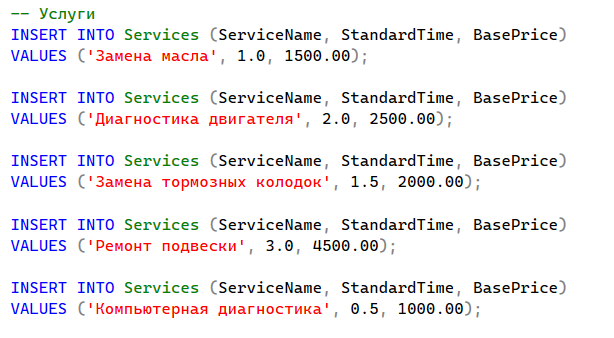 -- Услуги
INSERT INTO Services (ServiceName, StandardTime, BasePrice)
VALUES ('Замена масла', 1.0, 1500.00);
INSERT INTO Services (ServiceName, StandardTime, BasePrice)
VALUES ('Диагностика двигателя', 2.0, 2500.00);
INSERT INTO Services (ServiceName, StandardTime, BasePrice)
VALUES ('Замена тормозных колодок', 1.5, 2000.00);
INSERT INTO Services (ServiceName, StandardTime, BasePrice)
VALUES ('Ремонт подвески', 3.0, 4500.00);
INSERT INTO Services (ServiceName, StandardTime, BasePrice)
VALUES ('Компьютерная диагностика', 0.5, 1000.00);